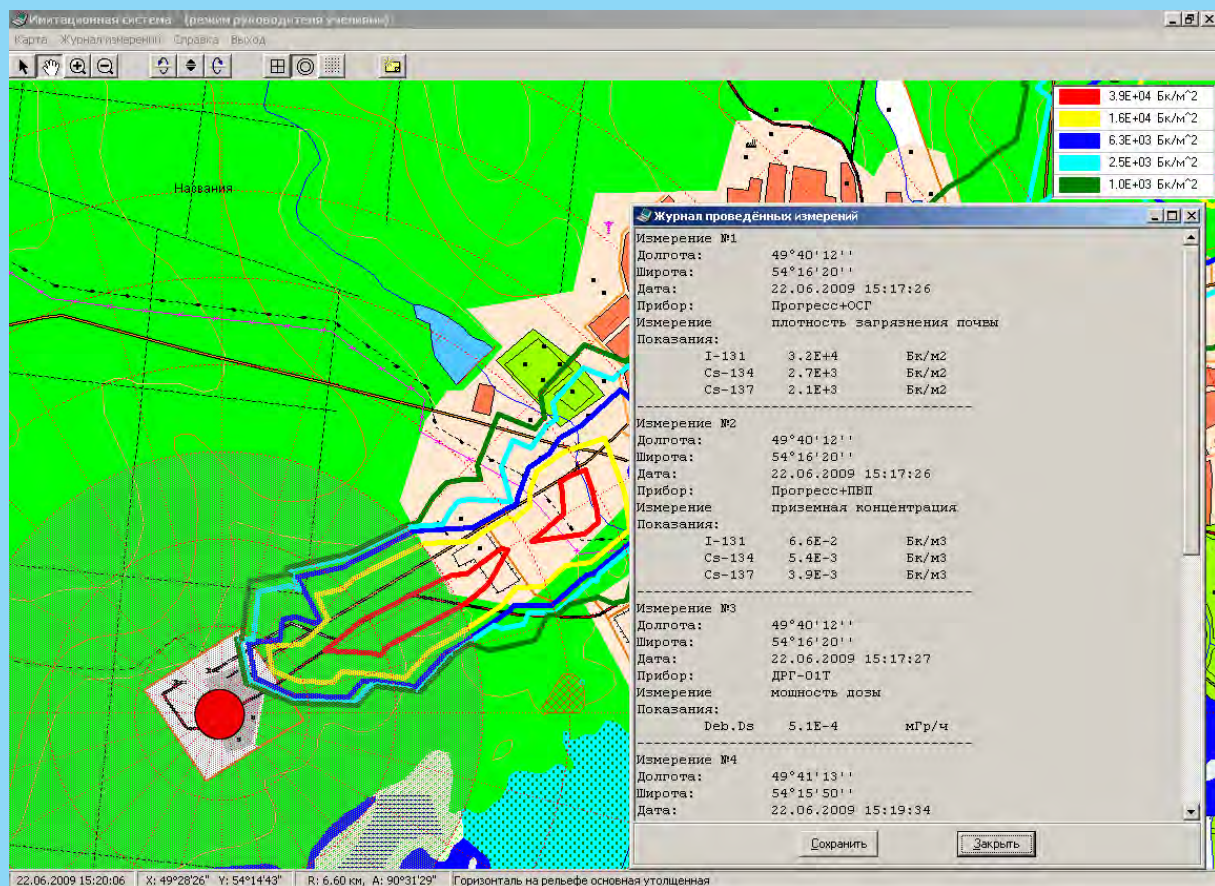 Имитационная система (режим руководителя учениями)
Карта Журнал измерений Справка Выход
3.9E+04 Бк/м^2
1.6E+04 Бк/м^2
6.3E+03 Бк/м^2
2.5E+03 Бк/м^2
1.0E+03 Бк/м^2
Названия
Журнал проведённых измерений
Измерение №1
Долгота: 49°40'12''
Широта: 54°16'20''
Дата: 22.06.2009 15:17:26
Прибор: Прогресс+ОСГ
Измерение плотность загрязнения почвы
Показания:
I-131 3.2E+4 Бк/м2
Cs-134 2.7E+3 Бк/м2
Cs-137 2.1E+3 Бк/м2
------------------------------------------
Измерение №2
Долгота: 49°40'12''
Широта: 54°16'20''
Дата: 22.06.2009 15:17:26
Прибор: Прогресс+ПВП
Измерение приземная концентрация
Показания:
I-131 6.6E-2 Бк/м3
Cs-134 5.4E-3 Бк/м3
Cs-137 3.9E-3 Бк/м3
------------------------------------------
Измерение №3
Долгота: 49°40'12''
Широта: 54°16'20''
Дата: 22.06.2009 15:17:27
Прибор: ДРГ-01Т
Измерение мощность дозы
Показания:
Deb.Ds 5.1E-4 мГр/ч
------------------------------------------
Измерение №4
Долгота: 49°41'13''
Широта: 54°15'50''
Дата: 22.06.2009 15:19:34
Сохранить Закрыть
22.06.2009 15:20:06 X: 49°28'26" Y: 54°14'43" R: 6.60 км, A: 90°31'29" Горизонталь на рельефе основная утолщенная